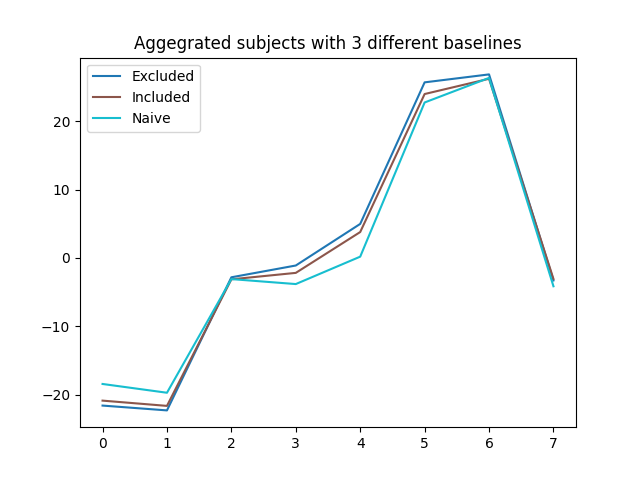 Aggegrated subjects with 3 different baselines
Excluded
Included
Naive
20
10
0
−10
−20
0 1 2 3 4 5 6 7